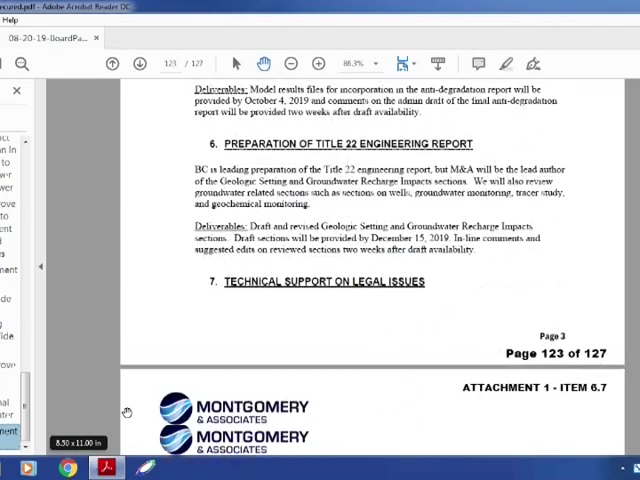 ecured.pdf - Adobe Acrobat Reader DC
Help
08-20-19-BoardPa... ×
123 / 127
86.3%
Deliverables: Model results files for incorporation in the anti-degradation report will be
provided by October 4, 2019 and comments on the admin draft of the final anti-degradation
report will be provided two weeks after draft availability.
6. PREPARATION OF TITLE 22 ENGINEERING REPORT
BC is leading preparation of the Title 22 engineering report, but M&A will be the lead author
of the Geologic Setting and Groundwater Recharge Impacts sections. We will also review
groundwater related sections such as sections on wells, groundwater monitoring, tracer study,
and geochemical monitoring.
Deliverables: Draft and revised Geologic Setting and Groundwater Recharge Impacts
sections. Draft sections will be provided by December 15, 2019. In-line comments and
suggested edits on reviewed sections two weeks after draft availability.
7. TECHNICAL SUPPORT ON LEGAL ISSUES
Page 3
Page 123 of 127
ATTACHMENT 1 - ITEM 6.7
MONTGOMERY
& ASSOCIATES
MONTGOMERY
& ASSOCIATES
8.50 x 11.00 in